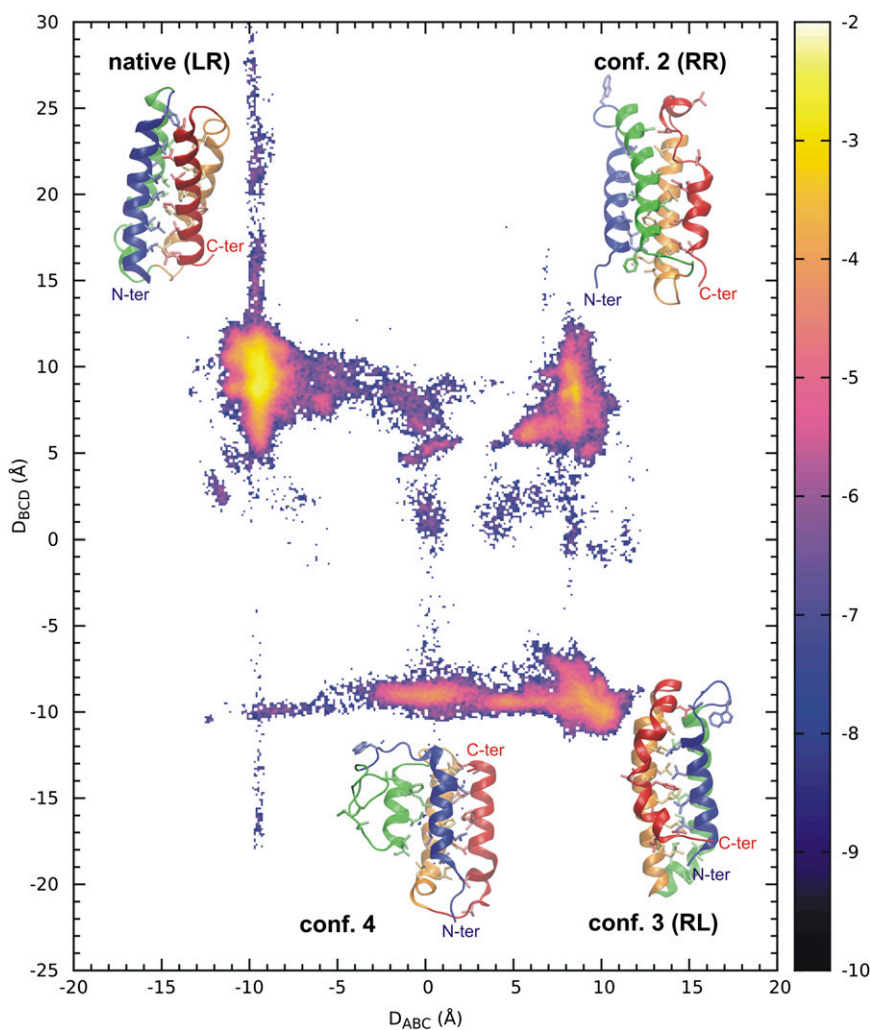 native (LR)
conf. 2 (RR)
C-ter
N-ter
N-ter
C-ter
C-ter
N-ter
conf. 4
C-ter
N-ter
conf. 3 (RL)
30
25
20
15
10
5
0
-5
-10
-15
-20
-25
D_BCD (Å)
-20 -15 -10 -5 0 5 10 15 20
D_ABC (Å)
-2
-3
-4
-5
-6
-7
-8
-9
-10